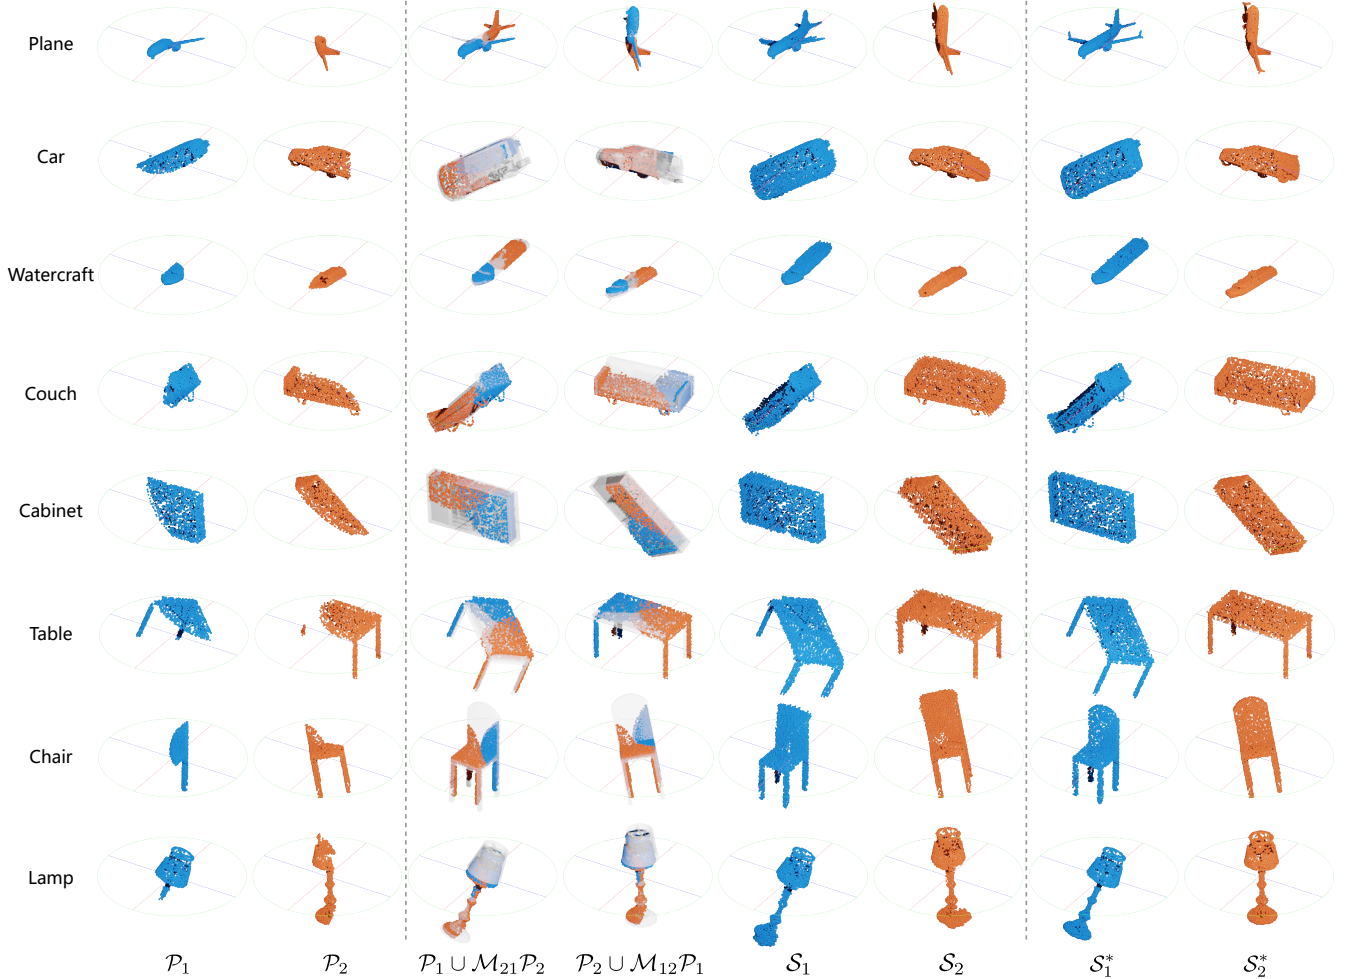 Plane
Car
Watercraft
Couch
Cabinet
Table
Chair
Lamp
𝒫₁ 𝒫₂ 𝒫₁ ∪ ℳ₂₁𝒫₂ 𝒫₂ ∪ ℳ₁₂𝒫₁ 𝒮₁ 𝒮₂ 𝒮₁* 𝒮₂*